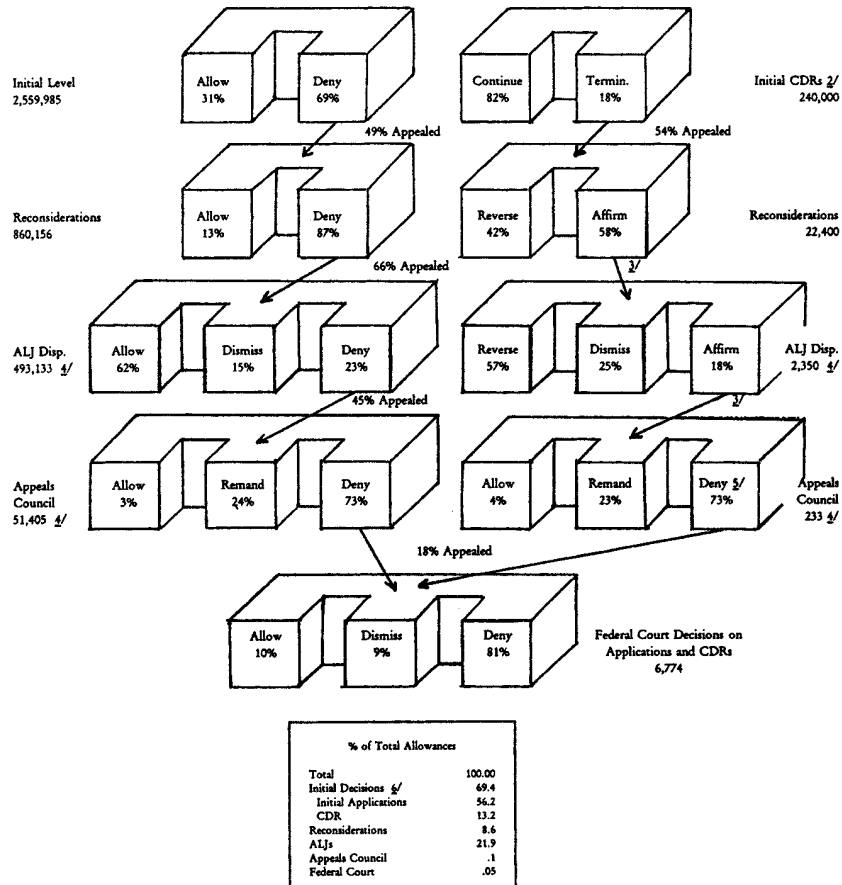 Initial Level
2,559,985
Allow
31%
Deny
69%
Continue
82%
Termin.
18%
Initial CDRs 2/
240,000
49% Appealed
54% Appealed
Reconsiderations
860,156
Allow
13%
Deny
87%
Reverse
42%
Affirm
58%
Reconsiderations
22,400
66% Appealed
3/
ALJ Disp.
493,133 4/
Allow
62%
Dismiss
15%
Deny
23%
Reverse
57%
Dismiss
25%
Affirm
18%
ALJ Disp.
2,350 4/
45% Appealed
3/
Appeals
Council
51,405 4/
Allow
3%
Remand
24%
Deny
73%
Allow
4%
Remand
23%
Deny 5/
73%
Appeals
Council
233 4/
18% Appealed
Allow
10%
Dismiss
9%
Deny
81%
Federal Court Decisions on
Applications and CDRs
6,774
% of Total Allowances
Total 100.00
Initial Decisions 6/ 69.4
Initial Applications 56.2
CDR 13.2
Reconsiderations 8.6
ALJs 21.9
Appeals Council .1
Federal Court .05